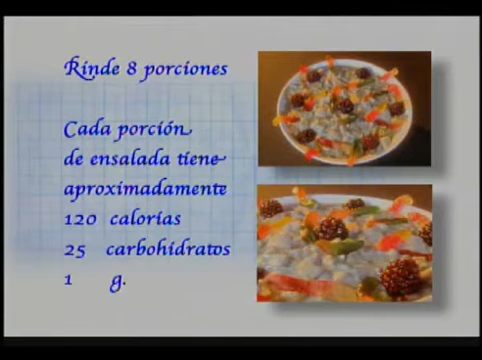 Rinde 8 porciones
Cada porción
de ensalada tiene
aproximadamente
120 calorías
25 carbohidratos
1 g.